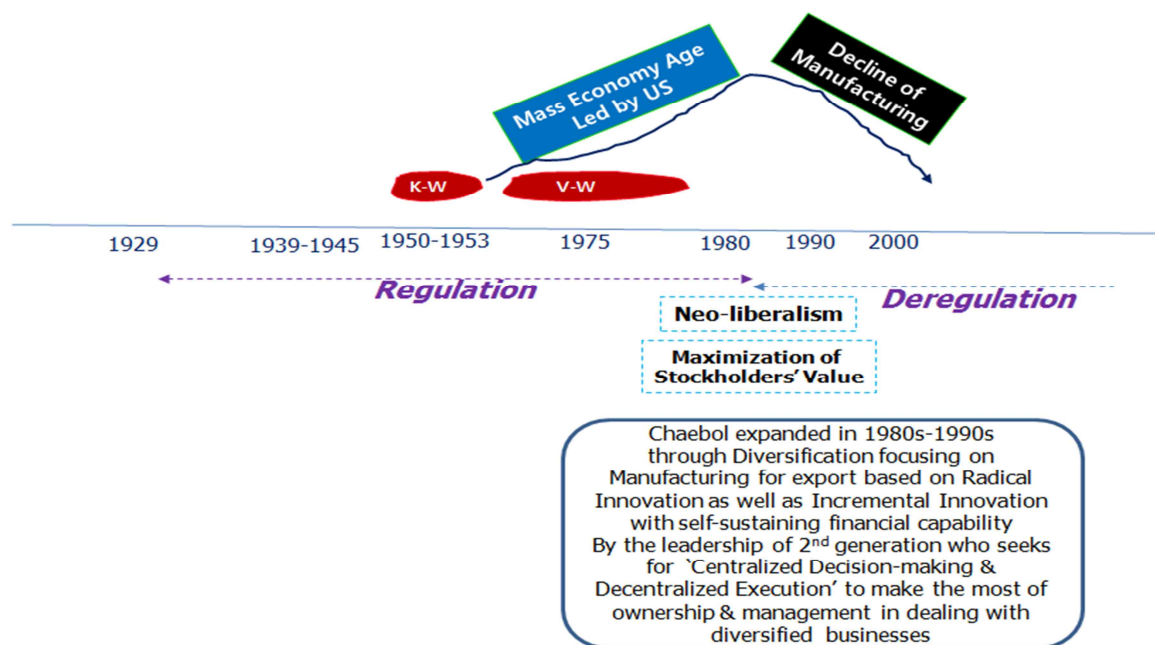 Mass Economy Age
Led by US
Decline of
Manufacturing
K-W
V-W
1929
1939-1945
1950-1953
1975
1980
1990
2000
Regulation
Deregulation
Neo-liberalism
Maximization of
Stockholders' Value
Chaebol expanded in 1980s-1990s
through Diversification focusing on
Manufacturing for export based on Radical
Innovation as well as Incremental Innovation
with self-sustaining financial capability
By the leadership of 2nd generation who seeks
for `Centralized Decision-making &
Decentralized Execution' to make the most of
ownership & management in dealing with
diversified businesses